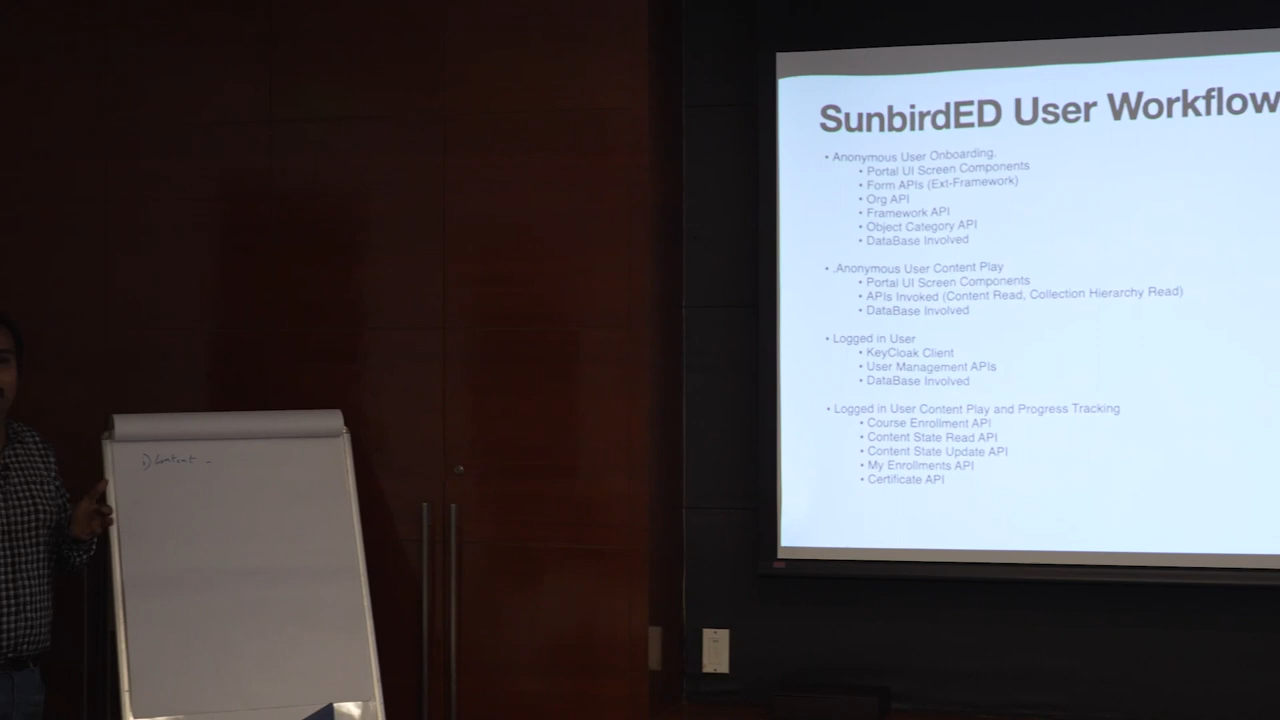 SunbirdED User Workflow
• Anonymous User Onboarding.
• Portal UI Screen Components
• Form APIs (Ext-Framework)
• Org API
• Framework API
• Object Category API
• DataBase Involved
• .Anonymous User Content Play
• Portal UI Screen Components
• APIs Invoked (Content Read, Collection Hierarchy Read)
• DataBase Involved
• Logged in User
• KeyCloak Client
• User Management APIs
• DataBase Involved
• Logged in User Content Play and Progress Tracking
• Course Enrollment API
• Content State Read API
• Content State Update API
• My Enrollments API
• Certificate API
1) Content -